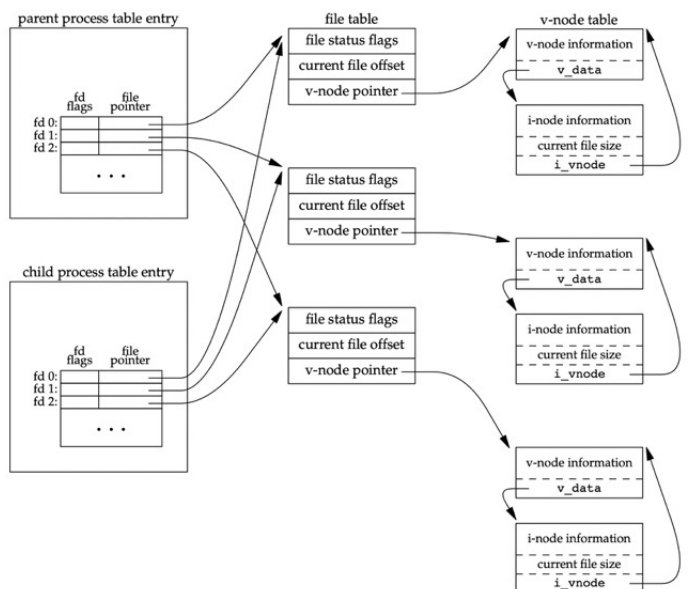 parent process table entry
fd flags
file pointer
fd 0:
fd 1:
fd 2:
. . .
child process table entry
fd flags
file pointer
fd 0:
fd 1:
fd 2:
. . .
file table
file status flags
current file offset
v-node pointer
file status flags
current file offset
v-node pointer
file status flags
current file offset
v-node pointer
v-node table
v-node information
v_data
i-node information
current file size
i_vnode
v-node information
v_data
i-node information
current file size
i_vnode
v-node information
v_data
i-node information
current file size
i_vnode